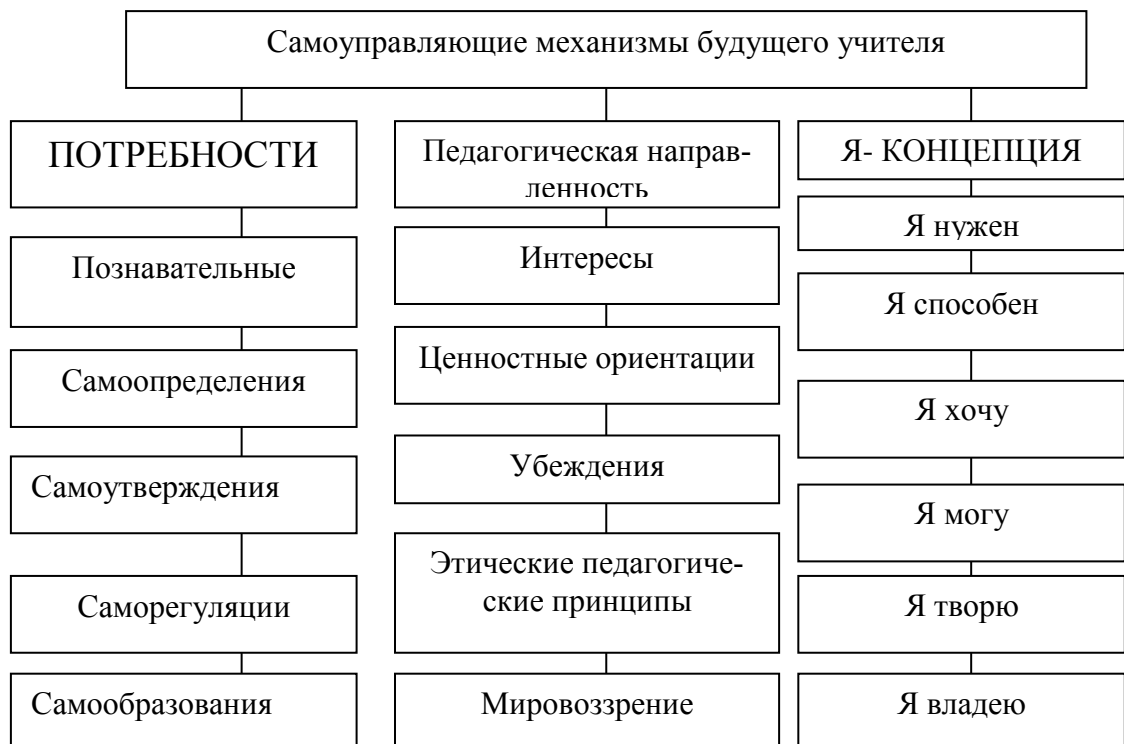 Самоуправляющие механизмы будущего учителя
ПОТРЕБНОСТИ
Познавательные
Самоопределения
Самоутверждения
Саморегуляции
Самообразования
Педагогическая направ-
ленность
Интересы
Ценностные ориентации
Убеждения
Этические педагогиче-
ские принципы
Мировоззрение
Я- КОНЦЕПЦИЯ
Я нужен
Я способен
Я хочу
Я могу
Я творю
Я владею